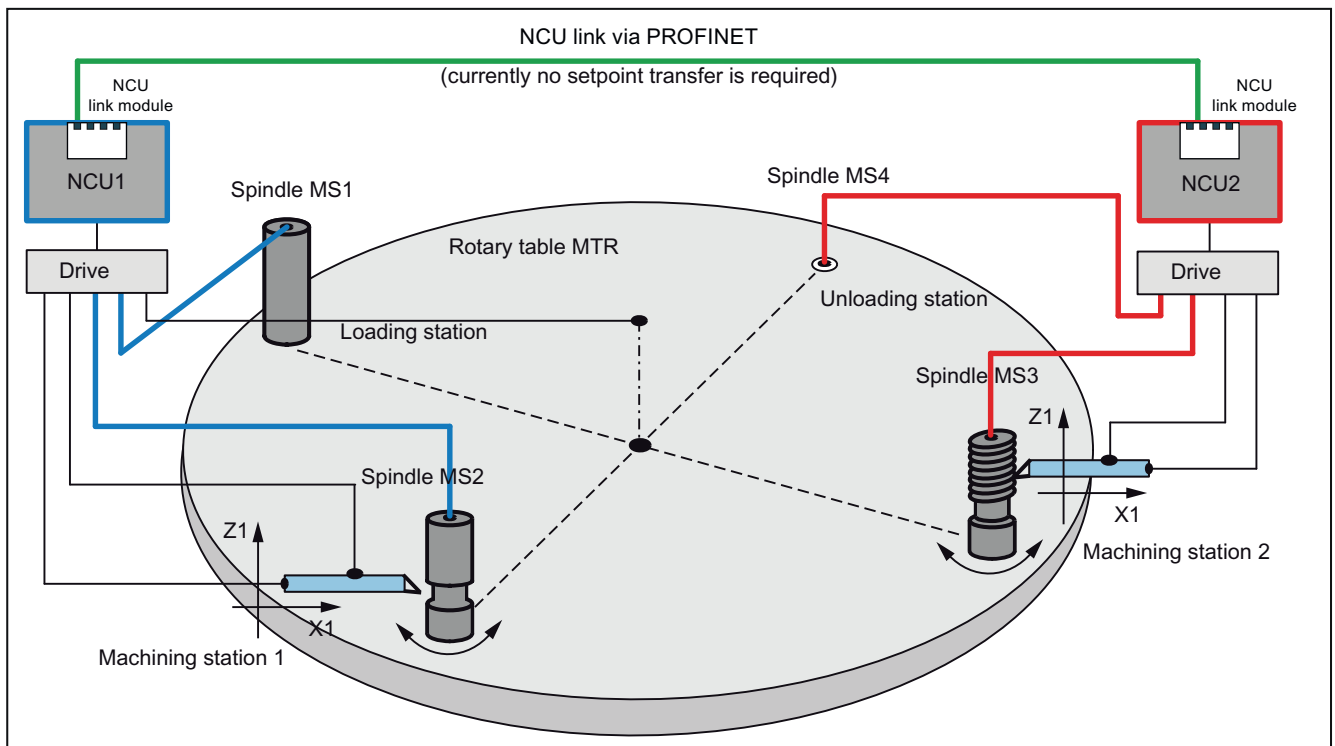 NCU link via PROFINET
(currently no setpoint transfer is required)
NCU
link module
NCU
link module
NCU1
NCU2
Spindle MS1
Spindle MS4
Rotary table MTR
Drive
Drive
Unloading station
Loading station
Spindle MS3
Z1
Spindle MS2
X1
Z1
Machining station 2
X1
Machining station 1